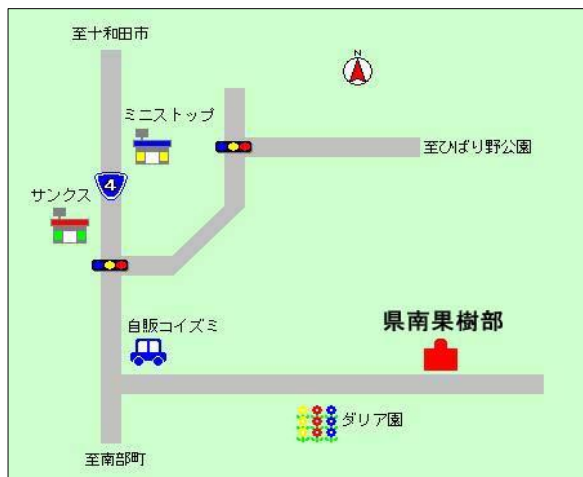 至十和田市
N
ミニストップ
至ひばり野公園
4
サンクス
自販コイズミ
県南果樹部
ダリア園
至南部町